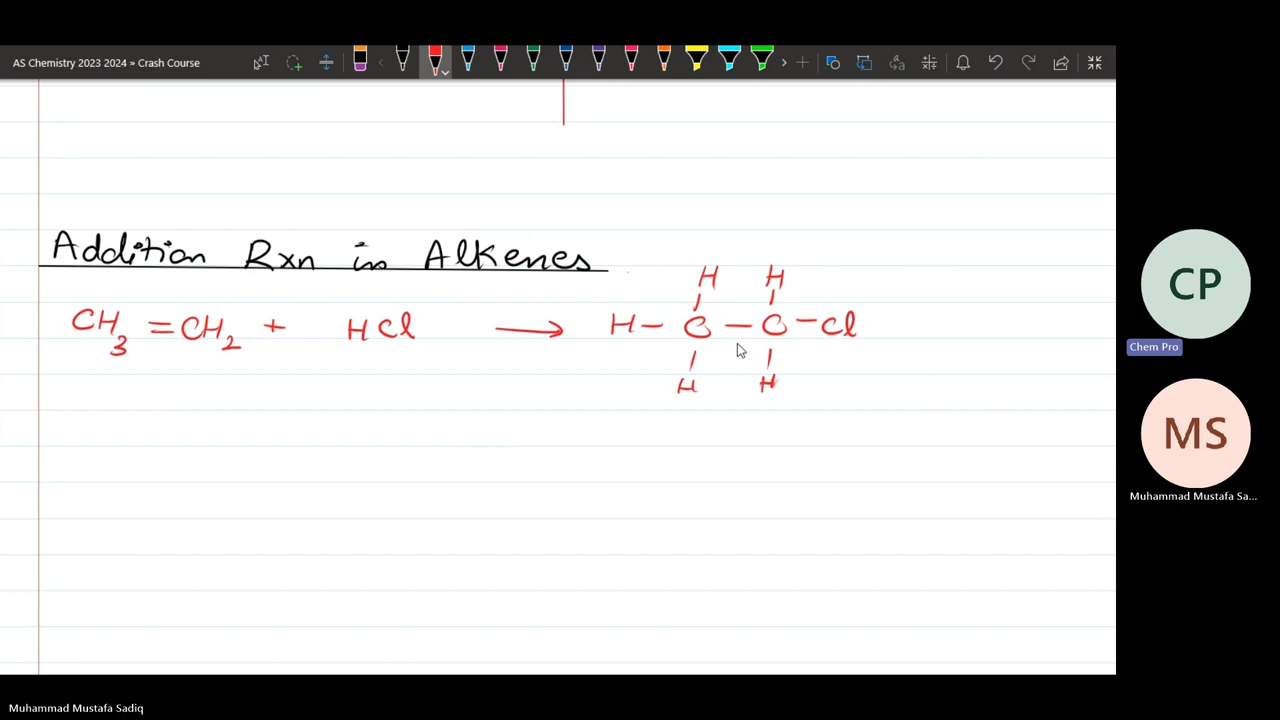 AS Chemistry 2023 2024 » Crash Course
Addition Rxn in Alkenes
H H
CH₃ = CH₂ + HCl → H – C – C – Cl
H H
CP
Chem Pro
MS
Muhammad Mustafa Sa...
Muhammad Mustafa Sadiq